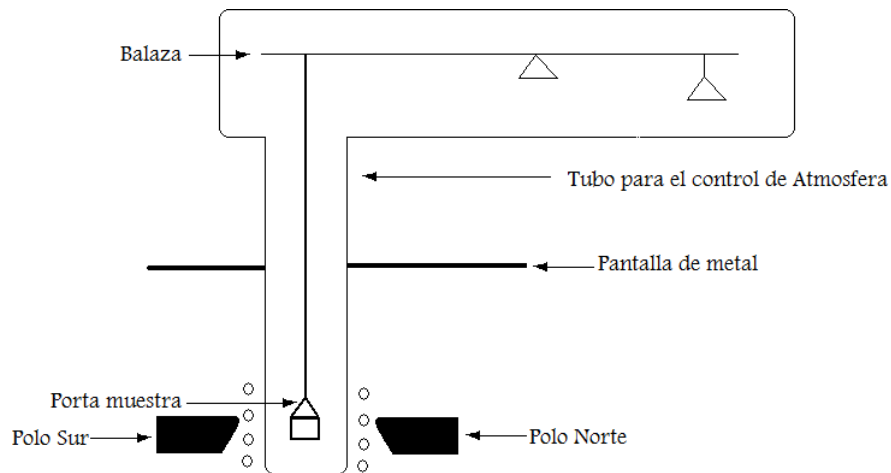 Balaza
Tubo para el control de Atmosfera
Pantalla de metal
Porta muestra
Polo Sur
Polo Norte